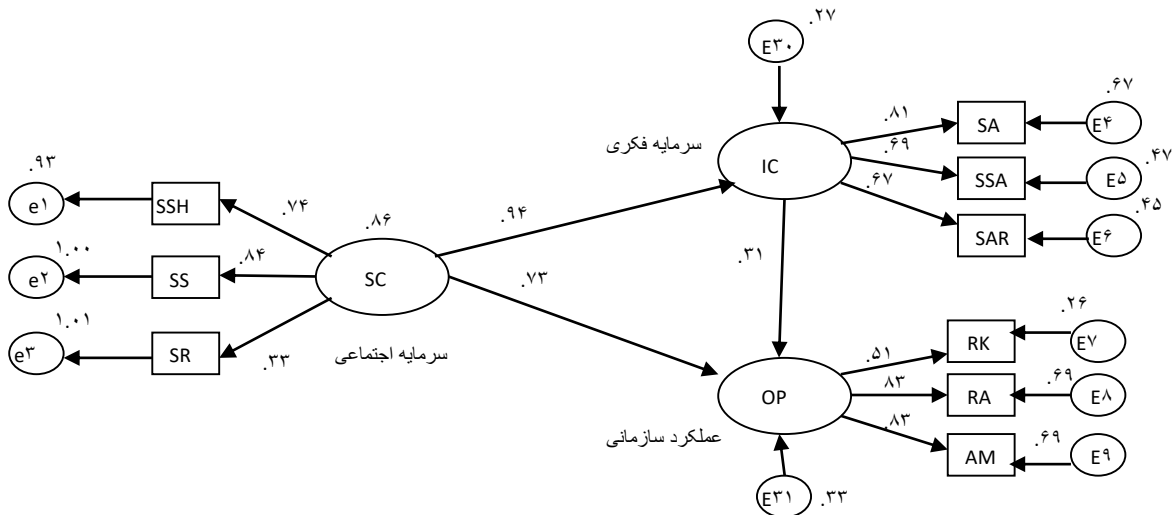 .۲۷
E۳۰
سرمایه فکری
IC
.۸۱
SA
E۴
.۶۷
.۶۹
SSA
E۵
.۴۷
.۶۷
SAR
E۶
.۴۵
.۹۳
e۱
SSH
.۷۴
۱.۰۰
e۲
SS
.۸۴
۱.۰۱
e۳
SR
.۳۳
.۸۶
SC
سرمایه اجتماعی
.۹۴
.۷۳
.۳۱
OP
عملکرد سازمانی
.۵۱
RK
.۲۶
E۷
.۸۳
RA
.۶۹
E۸
.۸۳
AM
.۶۹
E۹
E۳۱
.۳۳